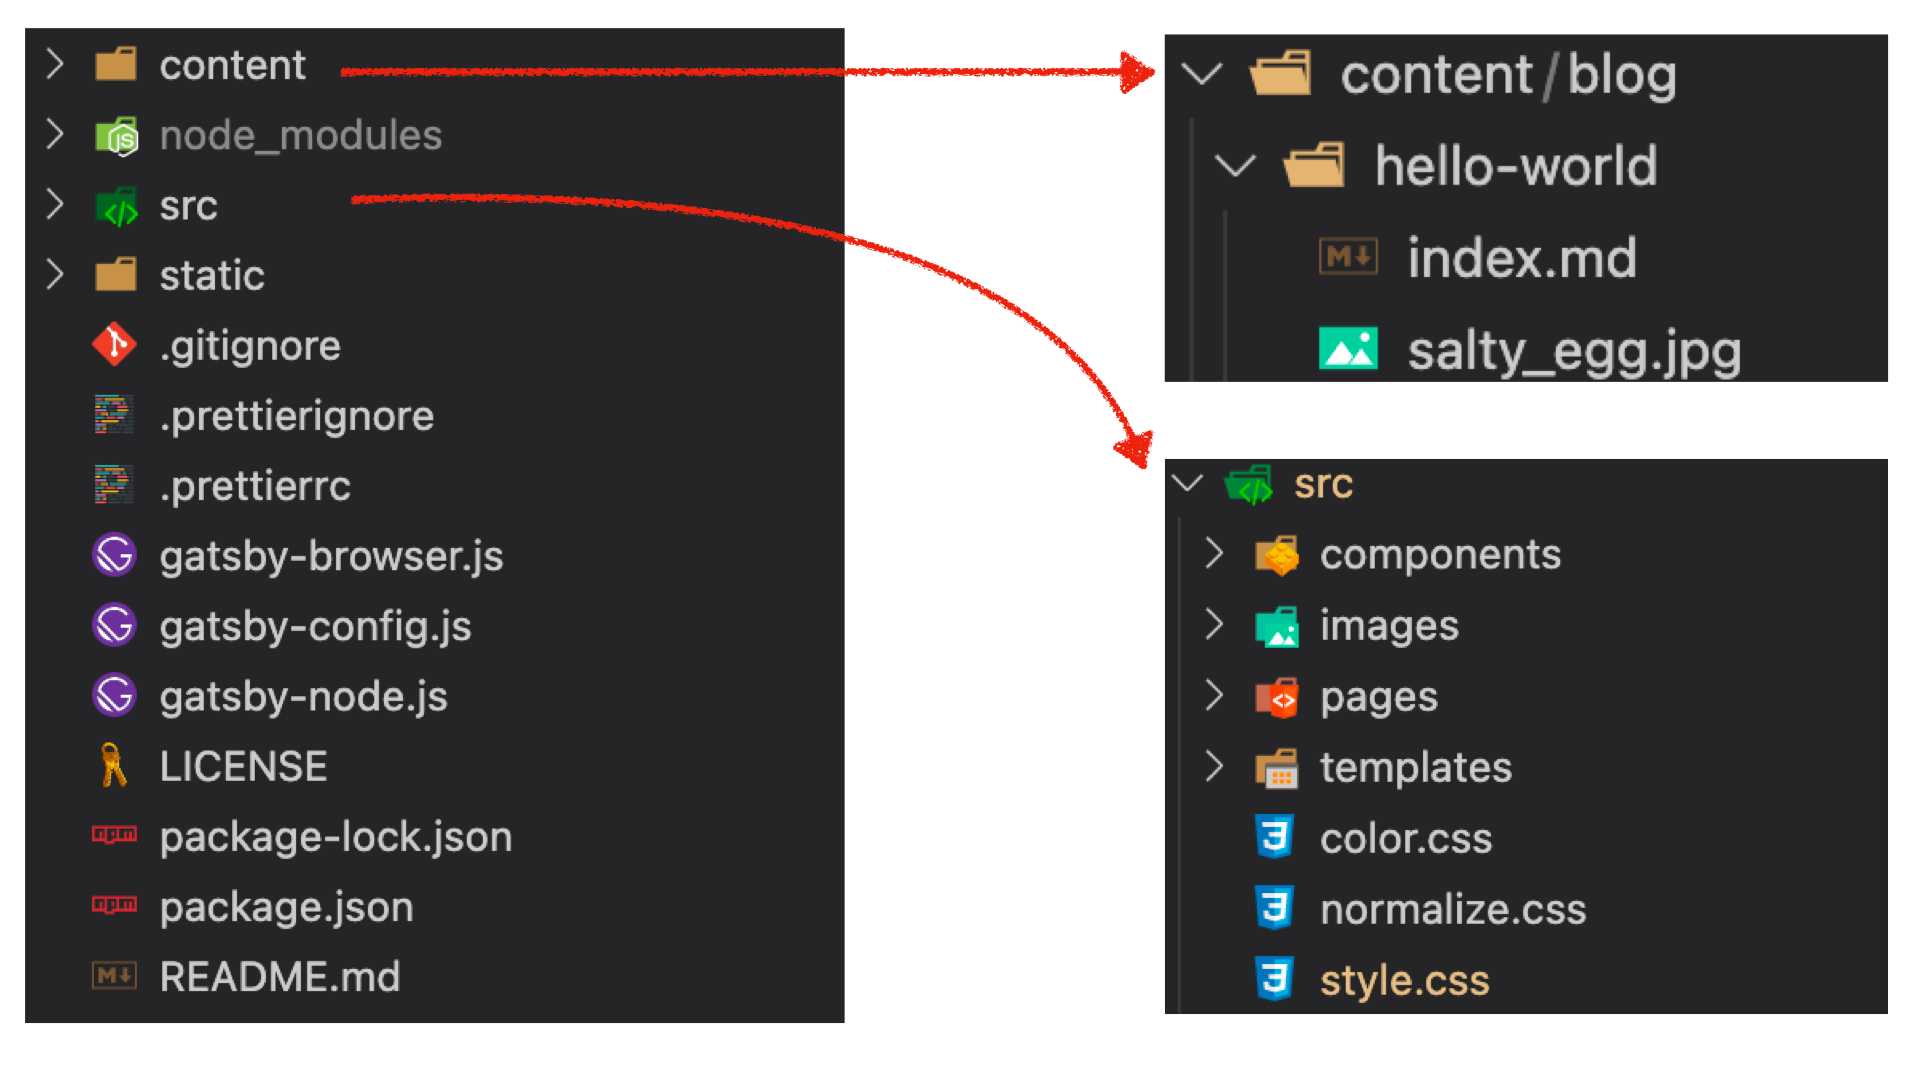 content
node_modules
src
static
.gitignore
.prettierignore
.prettierrc
gatsby-browser.js
gatsby-config.js
gatsby-node.js
LICENSE
package-lock.json
package.json
README.md
content/blog
hello-world
index.md
salty_egg.jpg
src
components
images
pages
templates
color.css
normalize.css
style.css